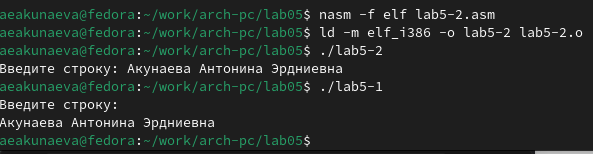 aeakunaeva@fedora:~/work/arch-pc/lab05$ nasm -f elf lab5-2.asm
aeakunaeva@fedora:~/work/arch-pc/lab05$ ld -m elf_i386 -o lab5-2 lab5-2.o
aeakunaeva@fedora:~/work/arch-pc/lab05$ ./lab5-2
Введите строку: Акунаева Антонина Эрдниевна
aeakunaeva@fedora:~/work/arch-pc/lab05$ ./lab5-1
Введите строку:
Акунаева Антонина Эрдниевна
aeakunaeva@fedora:~/work/arch-pc/lab05$